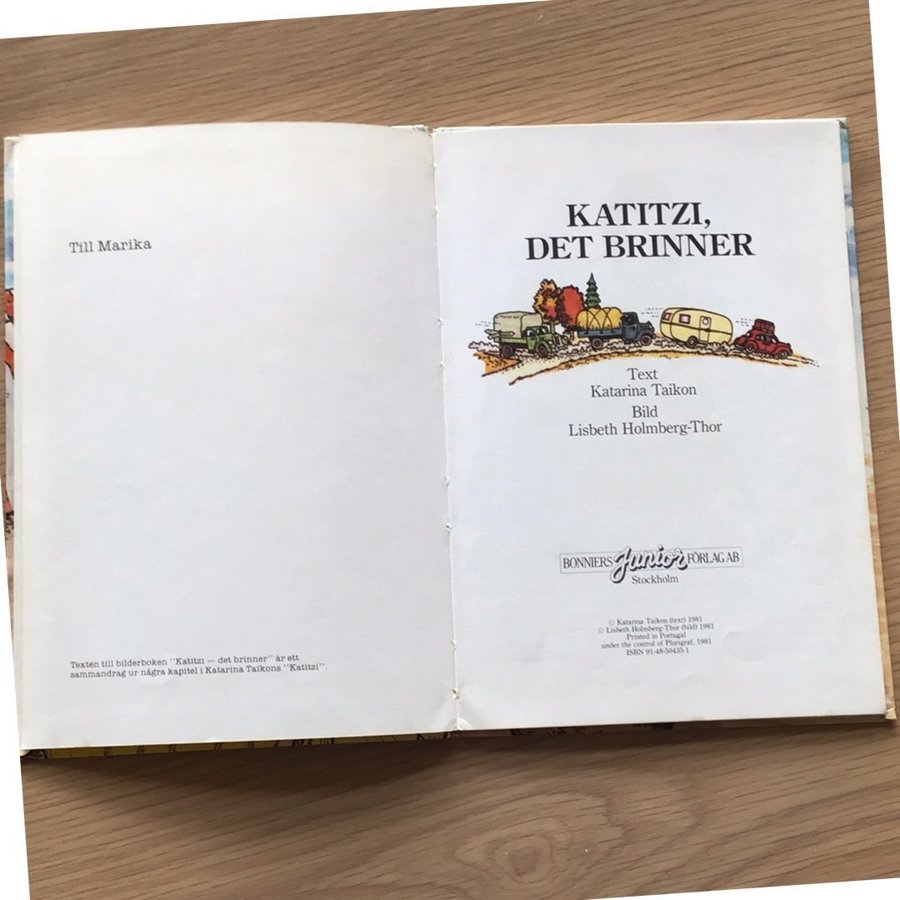 Till Marika
Texten till bilderboken "Katitzi — det brinner" är ett
sammandrag ur några kapitel i Katarina Taikons "Katitzi".
KATITZI,
DET BRINNER
Text
Katarina Taikon
Bild
Lisbeth Holmberg-Thor
BONNIERS Junior FÖRLAG AB
Stockholm
© Katarina Taikon (text) 1981
© Lisbeth Holmberg-Thor (bild) 1981
Printed in Portugal
under the control of Plurigraf, 1981
ISBN 91-48-50435-1